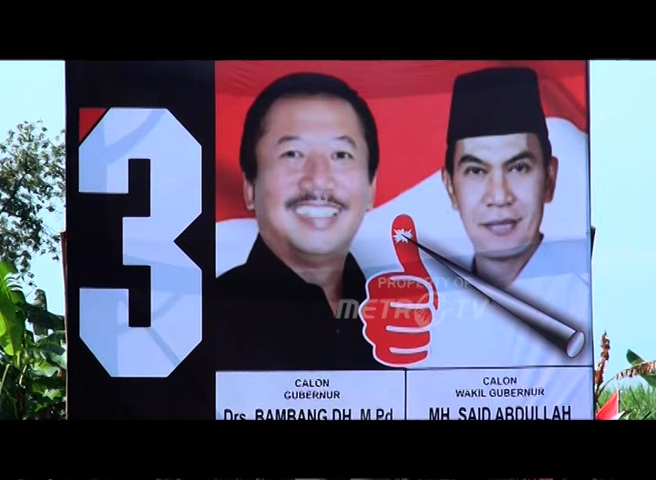 3
PROPERTY OF
METRO TV
CALON
GUBERNUR
Drs. BAMBANG DH, M.Pd
CALON
WAKIL GUBERNUR
MH. SAID ABDULLAH